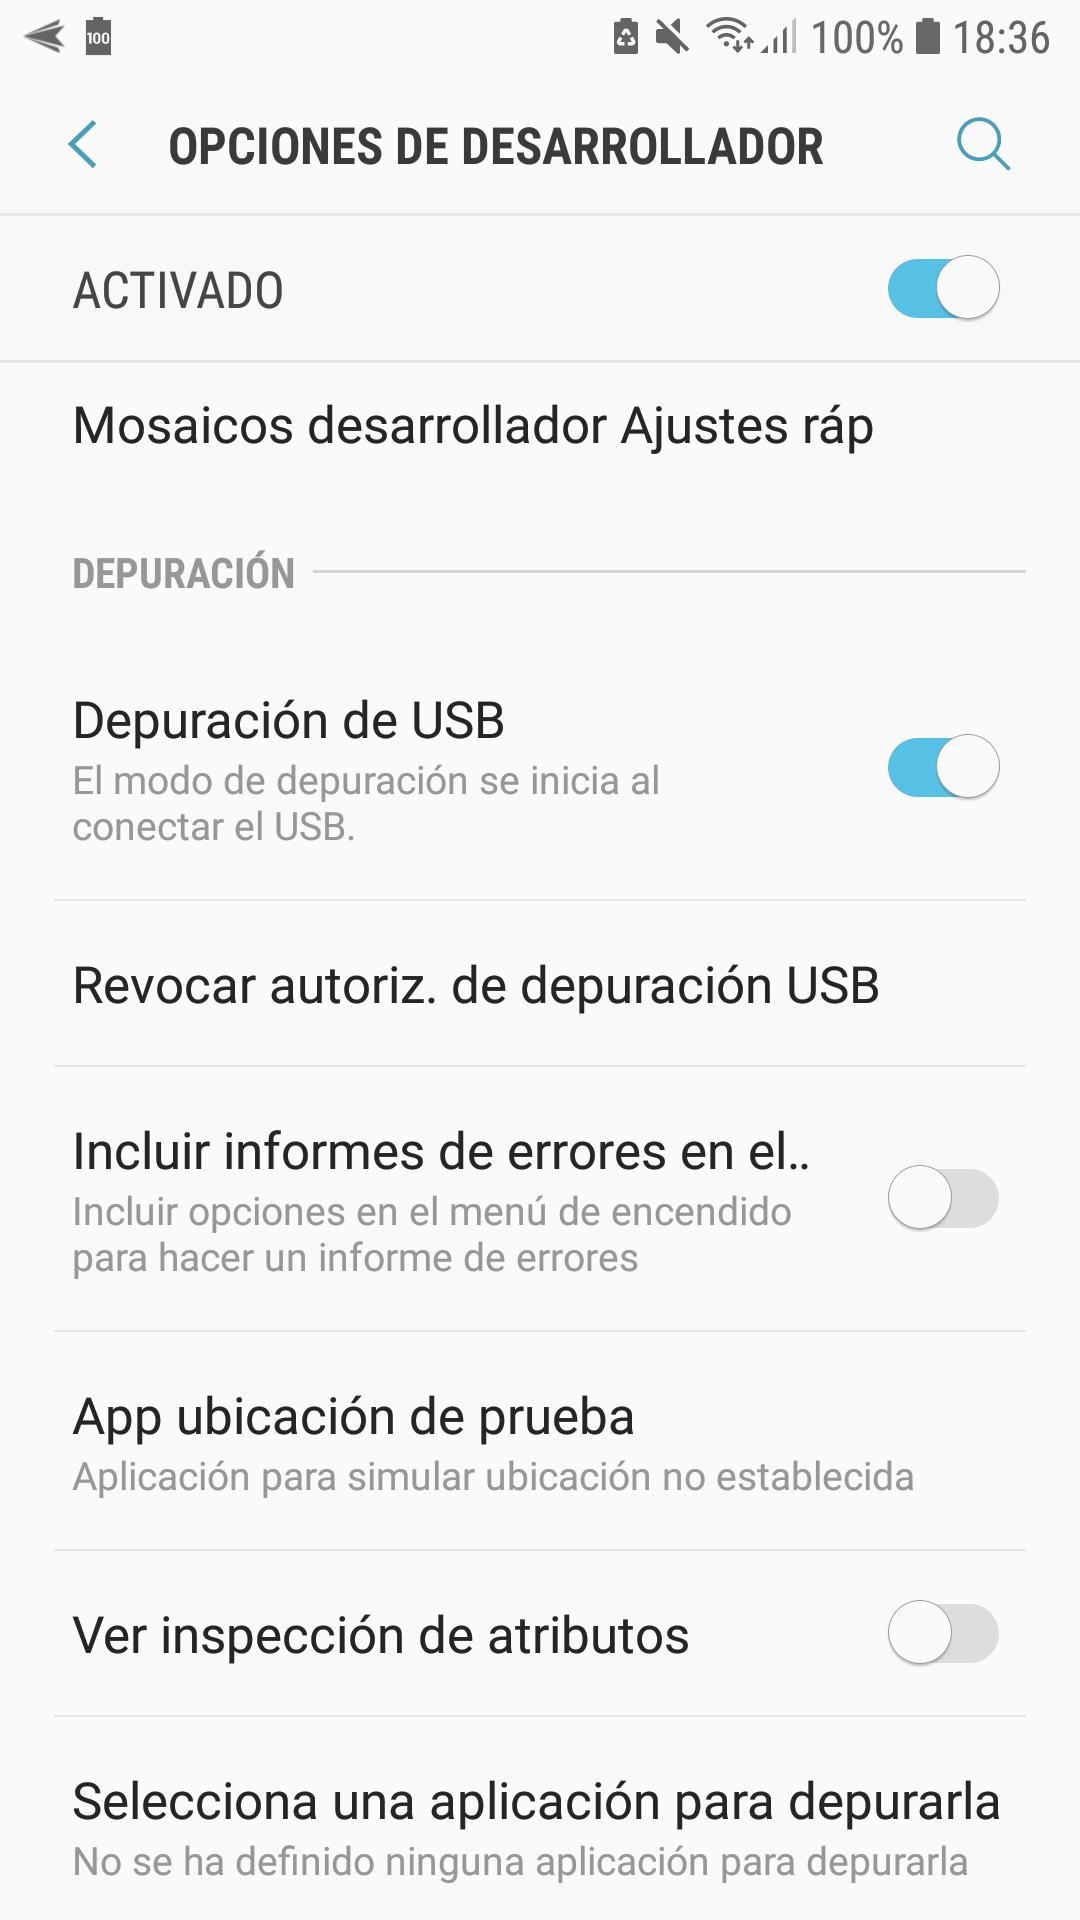 100 100% 18:36
OPCIONES DE DESARROLLADOR
ACTIVADO
Mosaicos desarrollador Ajustes ráp
DEPURACIÓN
Depuración de USB
El modo de depuración se inicia al
conectar el USB.
Revocar autoriz. de depuración USB
Incluir informes de errores en el..
Incluir opciones en el menú de encendido
para hacer un informe de errores
App ubicación de prueba
Aplicación para simular ubicación no establecida
Ver inspección de atributos
Selecciona una aplicación para depurarla
No se ha definido ninguna aplicación para depurarla